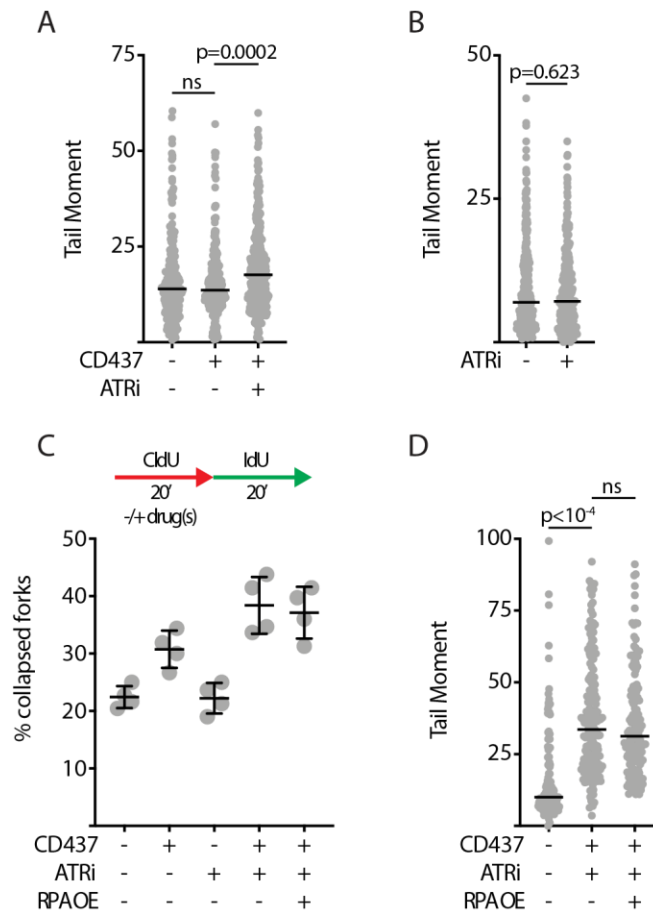 A
B
75
50
25
Tail Moment
ns
p=0.0002
CD437 - + +
ATRi - - +
50
25
Tail Moment
p=0.623
ATRi - +
C
D
CldU IdU
20’ 20’
-/+ drug(s)
50
40
30
20
10
% collapsed forks
CD437 - + - + +
ATRi - - + + +
RPAOE - - - - +
100
75
50
25
Tail Moment
p<10⁻⁴
ns
CD437 - + +
ATRi - + +
RPAOE - - +